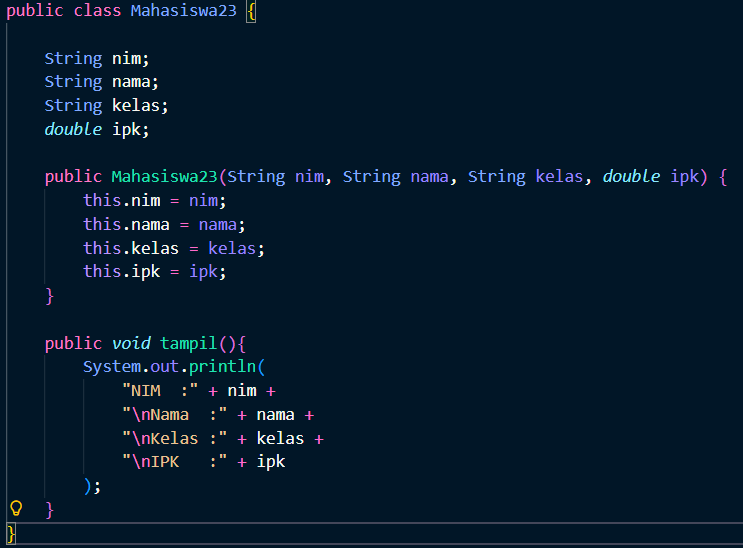 public class Mahasiswa23 {
String nim;
String nama;
String kelas;
double ipk;
public Mahasiswa23(String nim, String nama, String kelas, double ipk) {
this.nim = nim;
this.nama = nama;
this.kelas = kelas;
this.ipk = ipk;
}
public void tampil(){
System.out.println(
"NIM  :" + nim +
"\nNama  :" + nama +
"\nKelas :" + kelas +
"\nIPK   :" + ipk
);
}
}